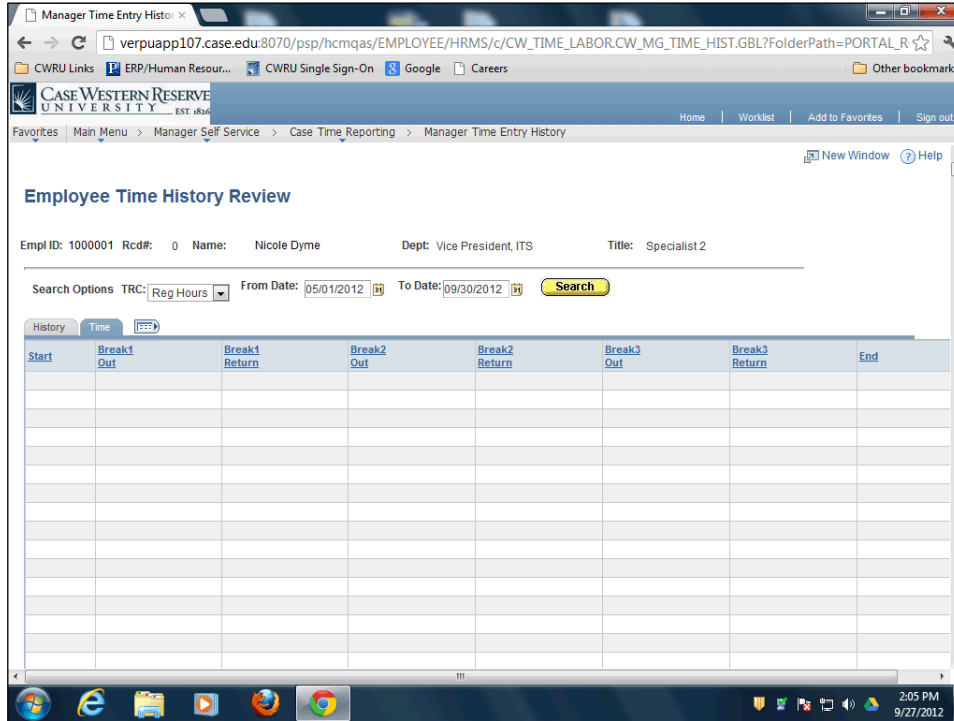 Manager Time Entry Histor
verpuapp107.case.edu:8070/psp/hcmqas/EMPLOYEE/HRMS/c/CW_TIME_LABOR.CW_MG_TIME_HIST.GBL?FolderPath=PORTAL_R
CWRU Links ERP/Human Resour... CWRU Single Sign-On Google Careers Other bookmark
CASE WESTERN RESERVE
UNIVERSITY EST. 1826
Home | Worklist | Add to Favorites | Sign out
Favorites Main Menu > Manager Self Service > Case Time Reporting > Manager Time Entry History
New Window Help
Employee Time History Review
Empl ID: 1000001 Rcd#: 0 Name: Nicole Dyme Dept: Vice President, ITS Title: Specialist 2
Search Options TRC: Reg Hours From Date: 05/01/2012 To Date: 09/30/2012 Search
History Time
Start Break1 Out Break1 Return Break2 Out Break2 Return Break3 Out Break3 Return End
2:05 PM
9/27/2012